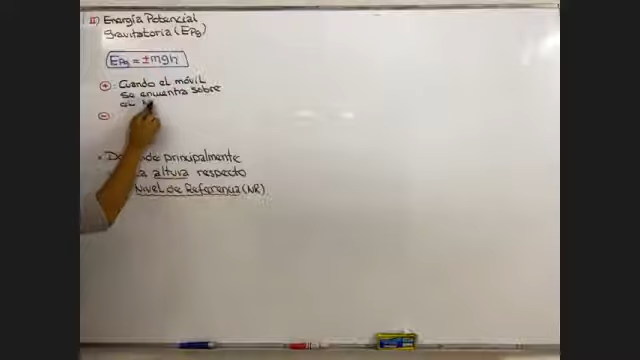 II) Energía Potencial
Gravitatoria (EPg)
EPg = ±mgh
⊕: Cuando el móvil
se encuentra sobre
el
⊖:
* principalmente
altura respecto
Nivel de Referencia (NR)